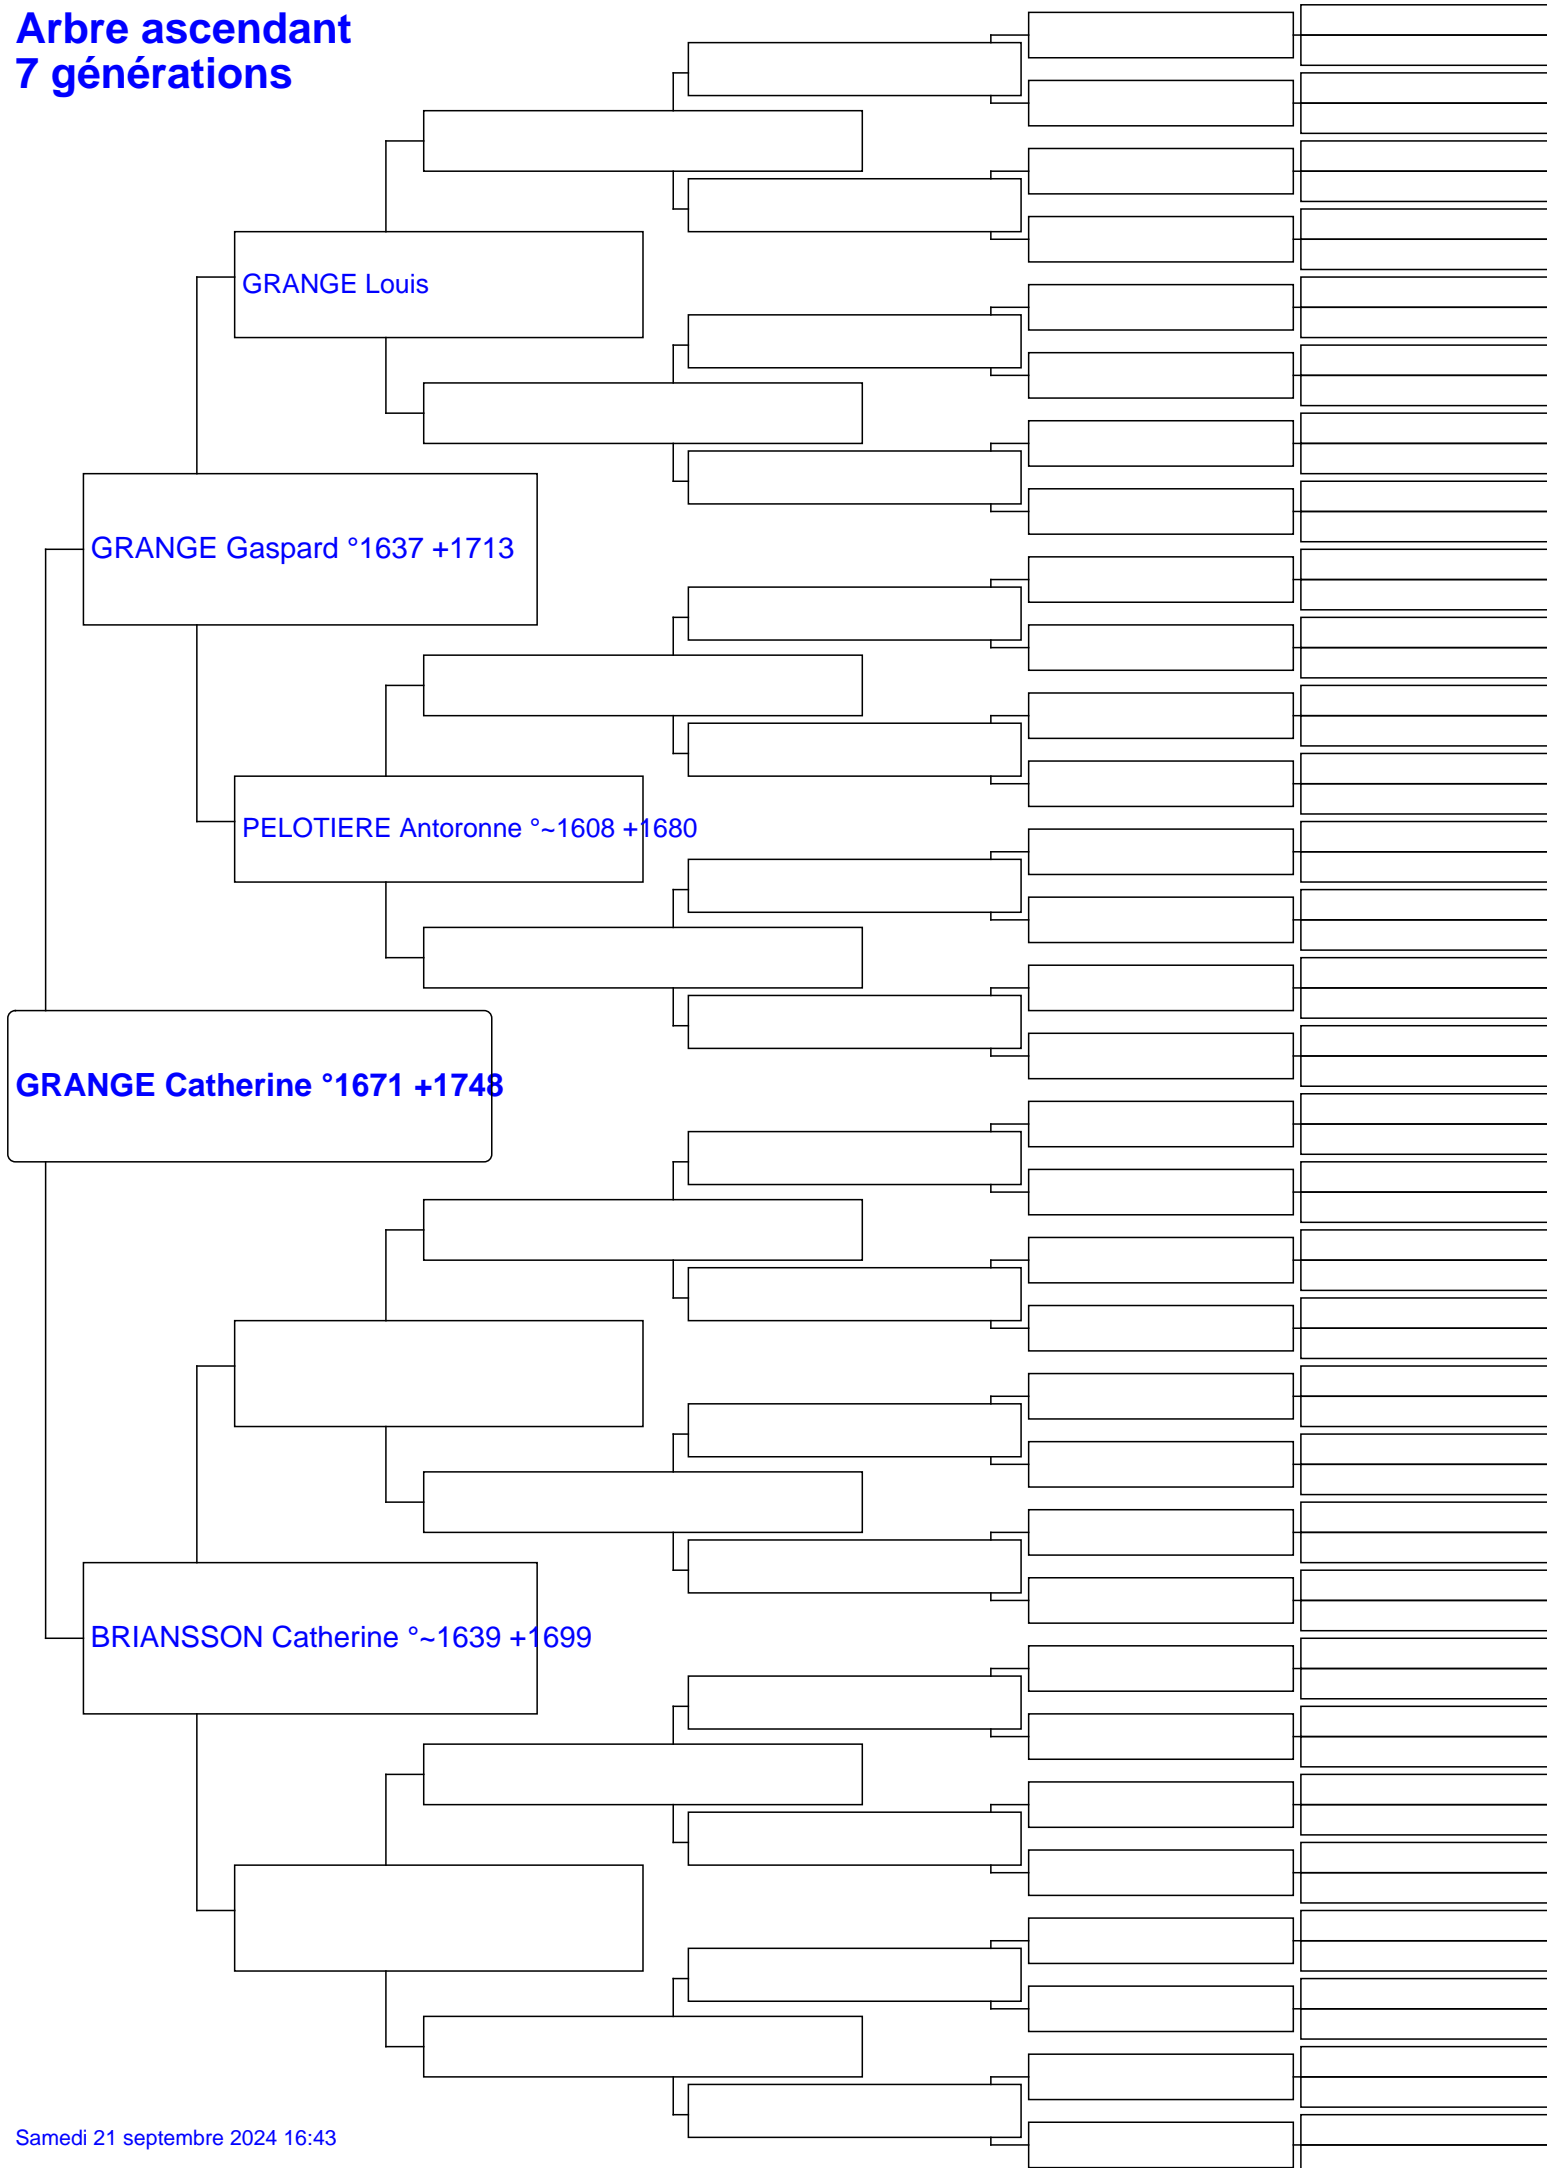 Arbre ascendant
7 générations
GRANGE Louis
GRANGE Gaspard °1637 +1713
PELOTIERE Antoronne °~1608 +1680
GRANGE Catherine °1671 +1748
BRIANSSON Catherine °~1639 +1699
Samedi 21 septembre 2024 16:43